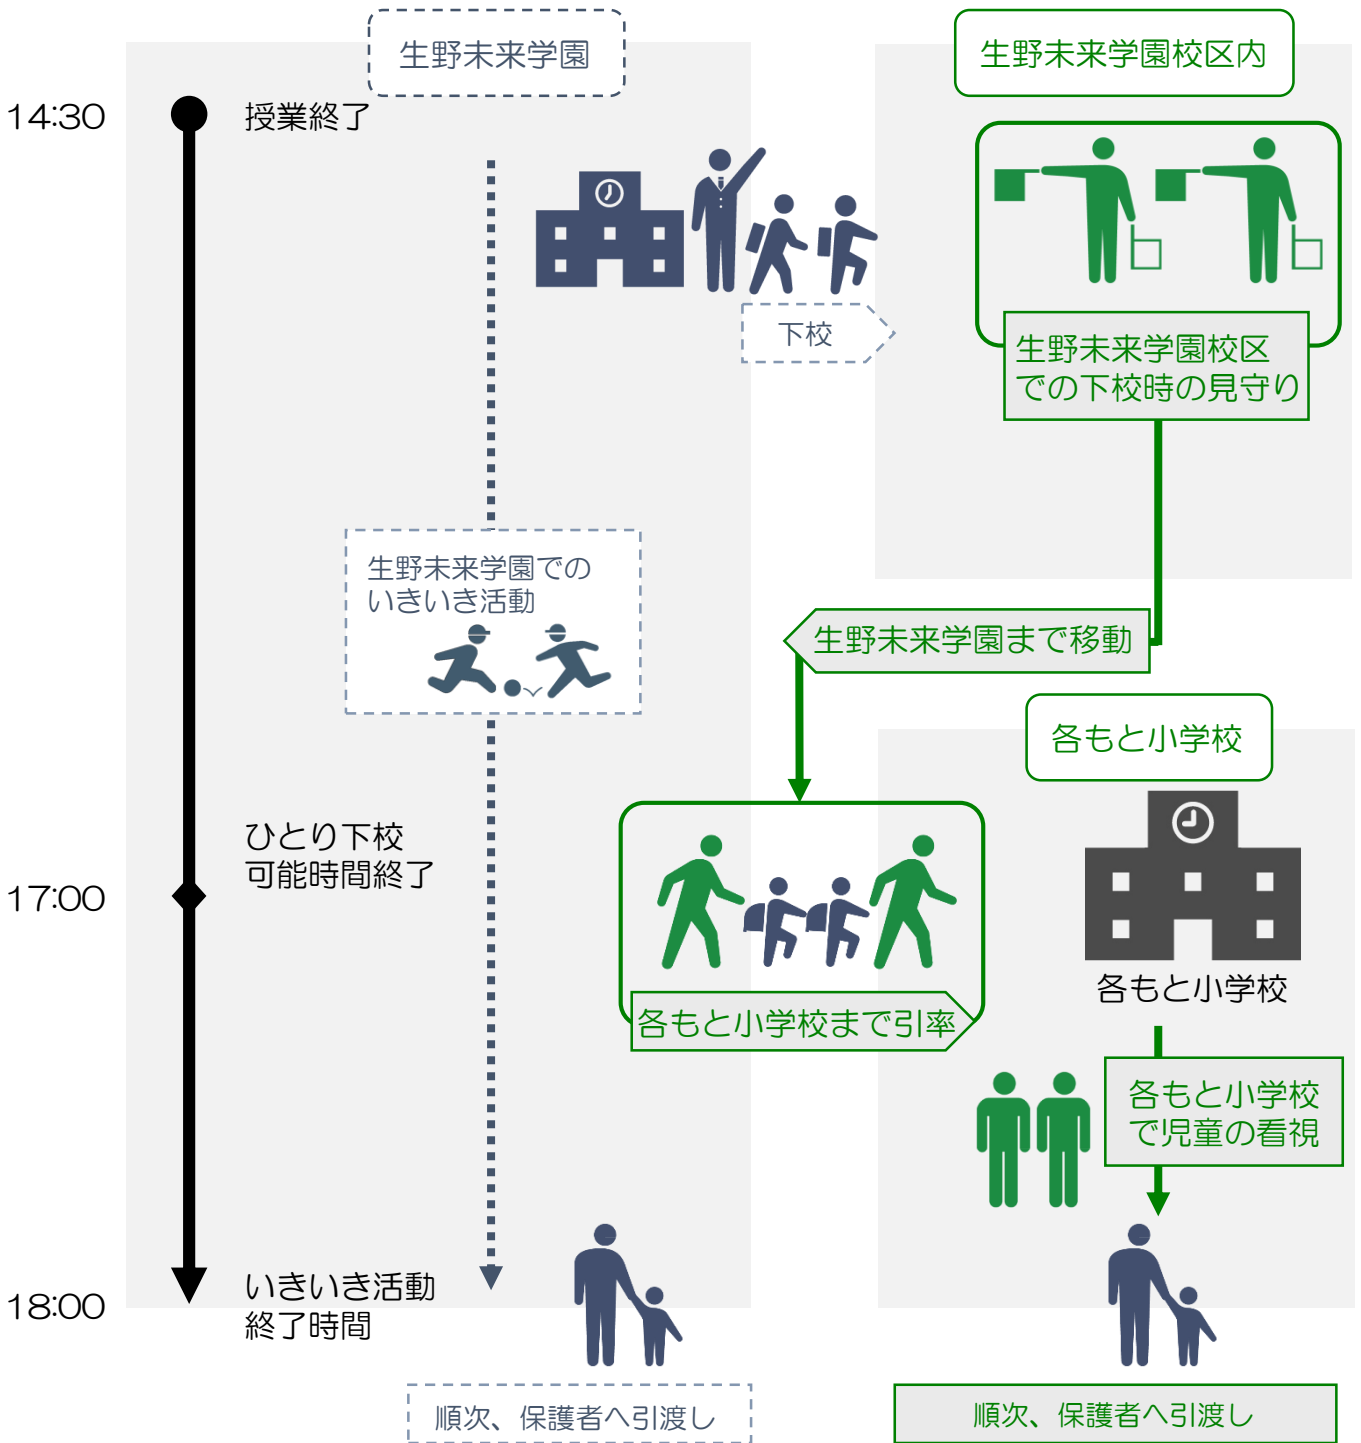 生野未来学園
生野未来学園校区内
14:30
授業終了
下校
生野未来学園校区
での下校時の見守り
生野未来学園での
いきいき活動
生野未来学園まで移動
各もと小学校
ひとり下校
可能時間終了
17:00
各もと小学校
各もと小学校まで引率
各もと小学校
で児童の看視
いきいき活動
終了時間
18:00
順次、保護者へ引渡し
順次、保護者へ引渡し